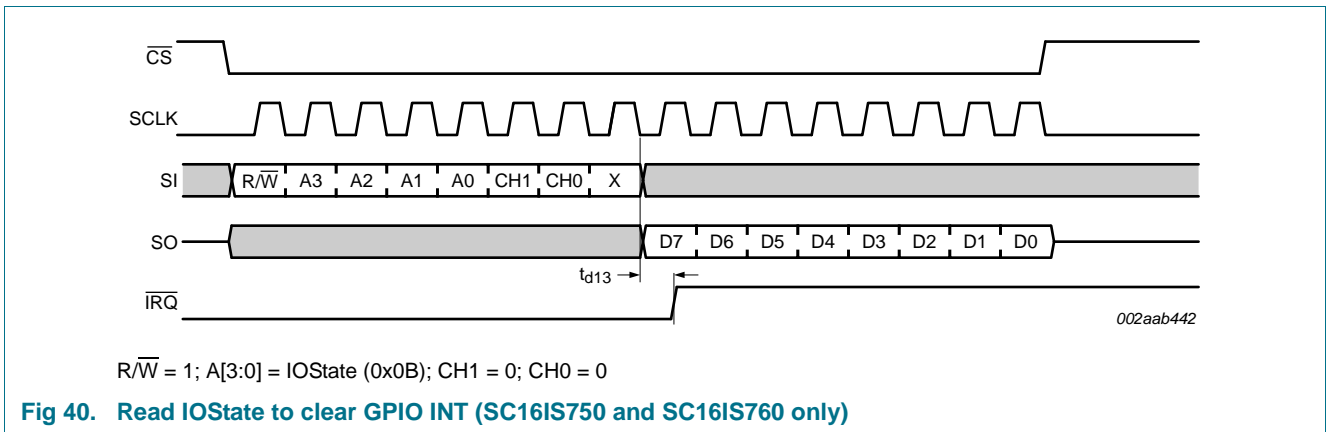 C̅S̅
SCLK
SI
R/W̅ A3 A2 A1 A0 CH1 CH0 X
SO
D7 D6 D5 D4 D3 D2 D1 D0
td13
I̅R̅Q̅
002aab442
R/W̅ = 1; A[3:0] = IOState (0x0B); CH1 = 0; CH0 = 0
Fig 40. Read IOState to clear GPIO INT (SC16IS750 and SC16IS760 only)